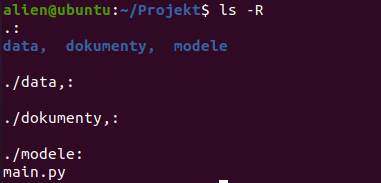 alien@ubuntu:~/Projekt$ ls -R
.:
data,  dokumenty,  modele
./data,:
./dokumenty,:
./modele:
main.py